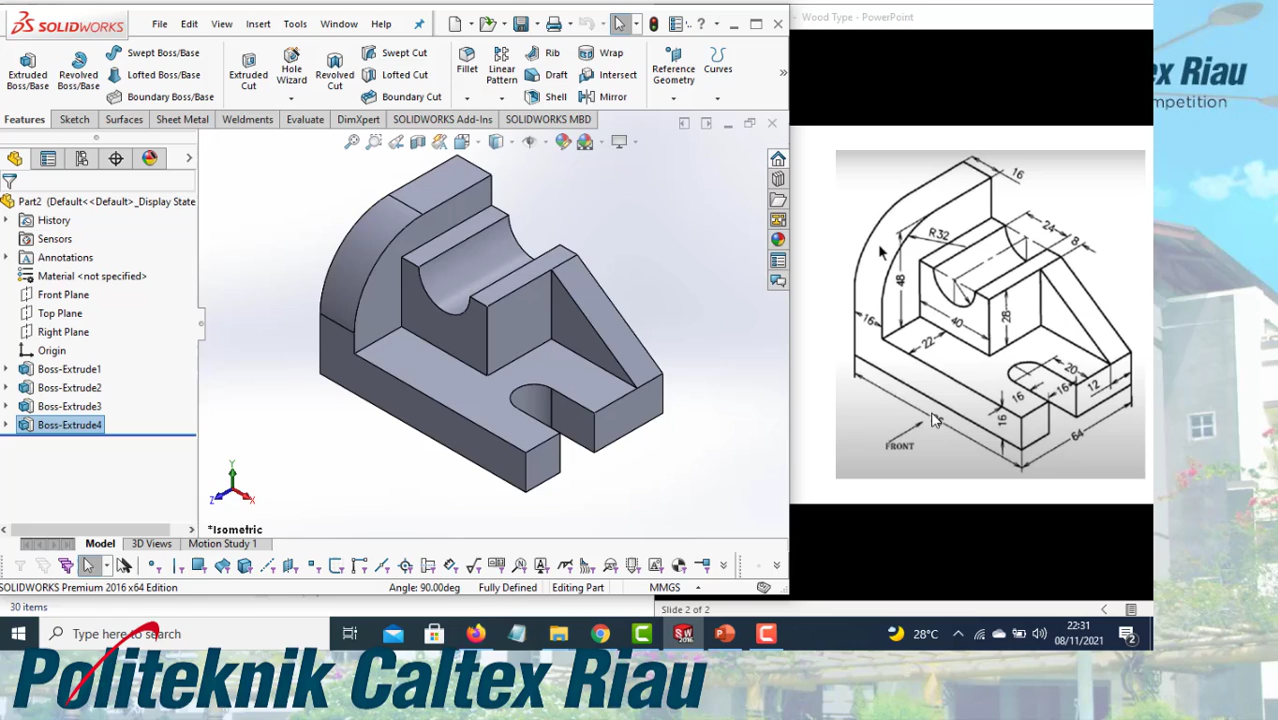 SOLIDWORKS
File Edit View Insert Tools Window Help
Wood Type - PowerPoint
Extruded Boss/Base
Revolved Boss/Base
Swept Boss/Base
Lofted Boss/Base
Boundary Boss/Base
Extruded Cut
Hole Wizard
Revolved Cut
Swept Cut
Lofted Cut
Boundary Cut
Fillet
Linear Pattern
Rib
Draft
Shell
Wrap
Intersect
Mirror
Reference Geometry
Curves
ex Riau
mpetition
Features Sketch Surfaces Sheet Metal Weldments Evaluate DimXpert SOLIDWORKS Add-Ins SOLIDWORKS MBD
Part2 (Default<<Default>_Display State
History
Sensors
Annotations
Material <not specified>
Front Plane
Top Plane
Right Plane
Origin
Boss-Extrude1
Boss-Extrude2
Boss-Extrude3
Boss-Extrude4
Y
Z
X
*Isometric
16
24
8
R32
48
16
40
28
22
20
12
16
16
16
64
FRONT
Model 3D Views Motion Study 1
SOLIDWORKS Premium 2016 x64 Edition
Angle: 90.00deg Fully Defined Editing Part MMGS
30 items
Slide 2 of 2
Type here to search
28°C
22:31
08/11/2021
2
Politeknik Caltex Riau